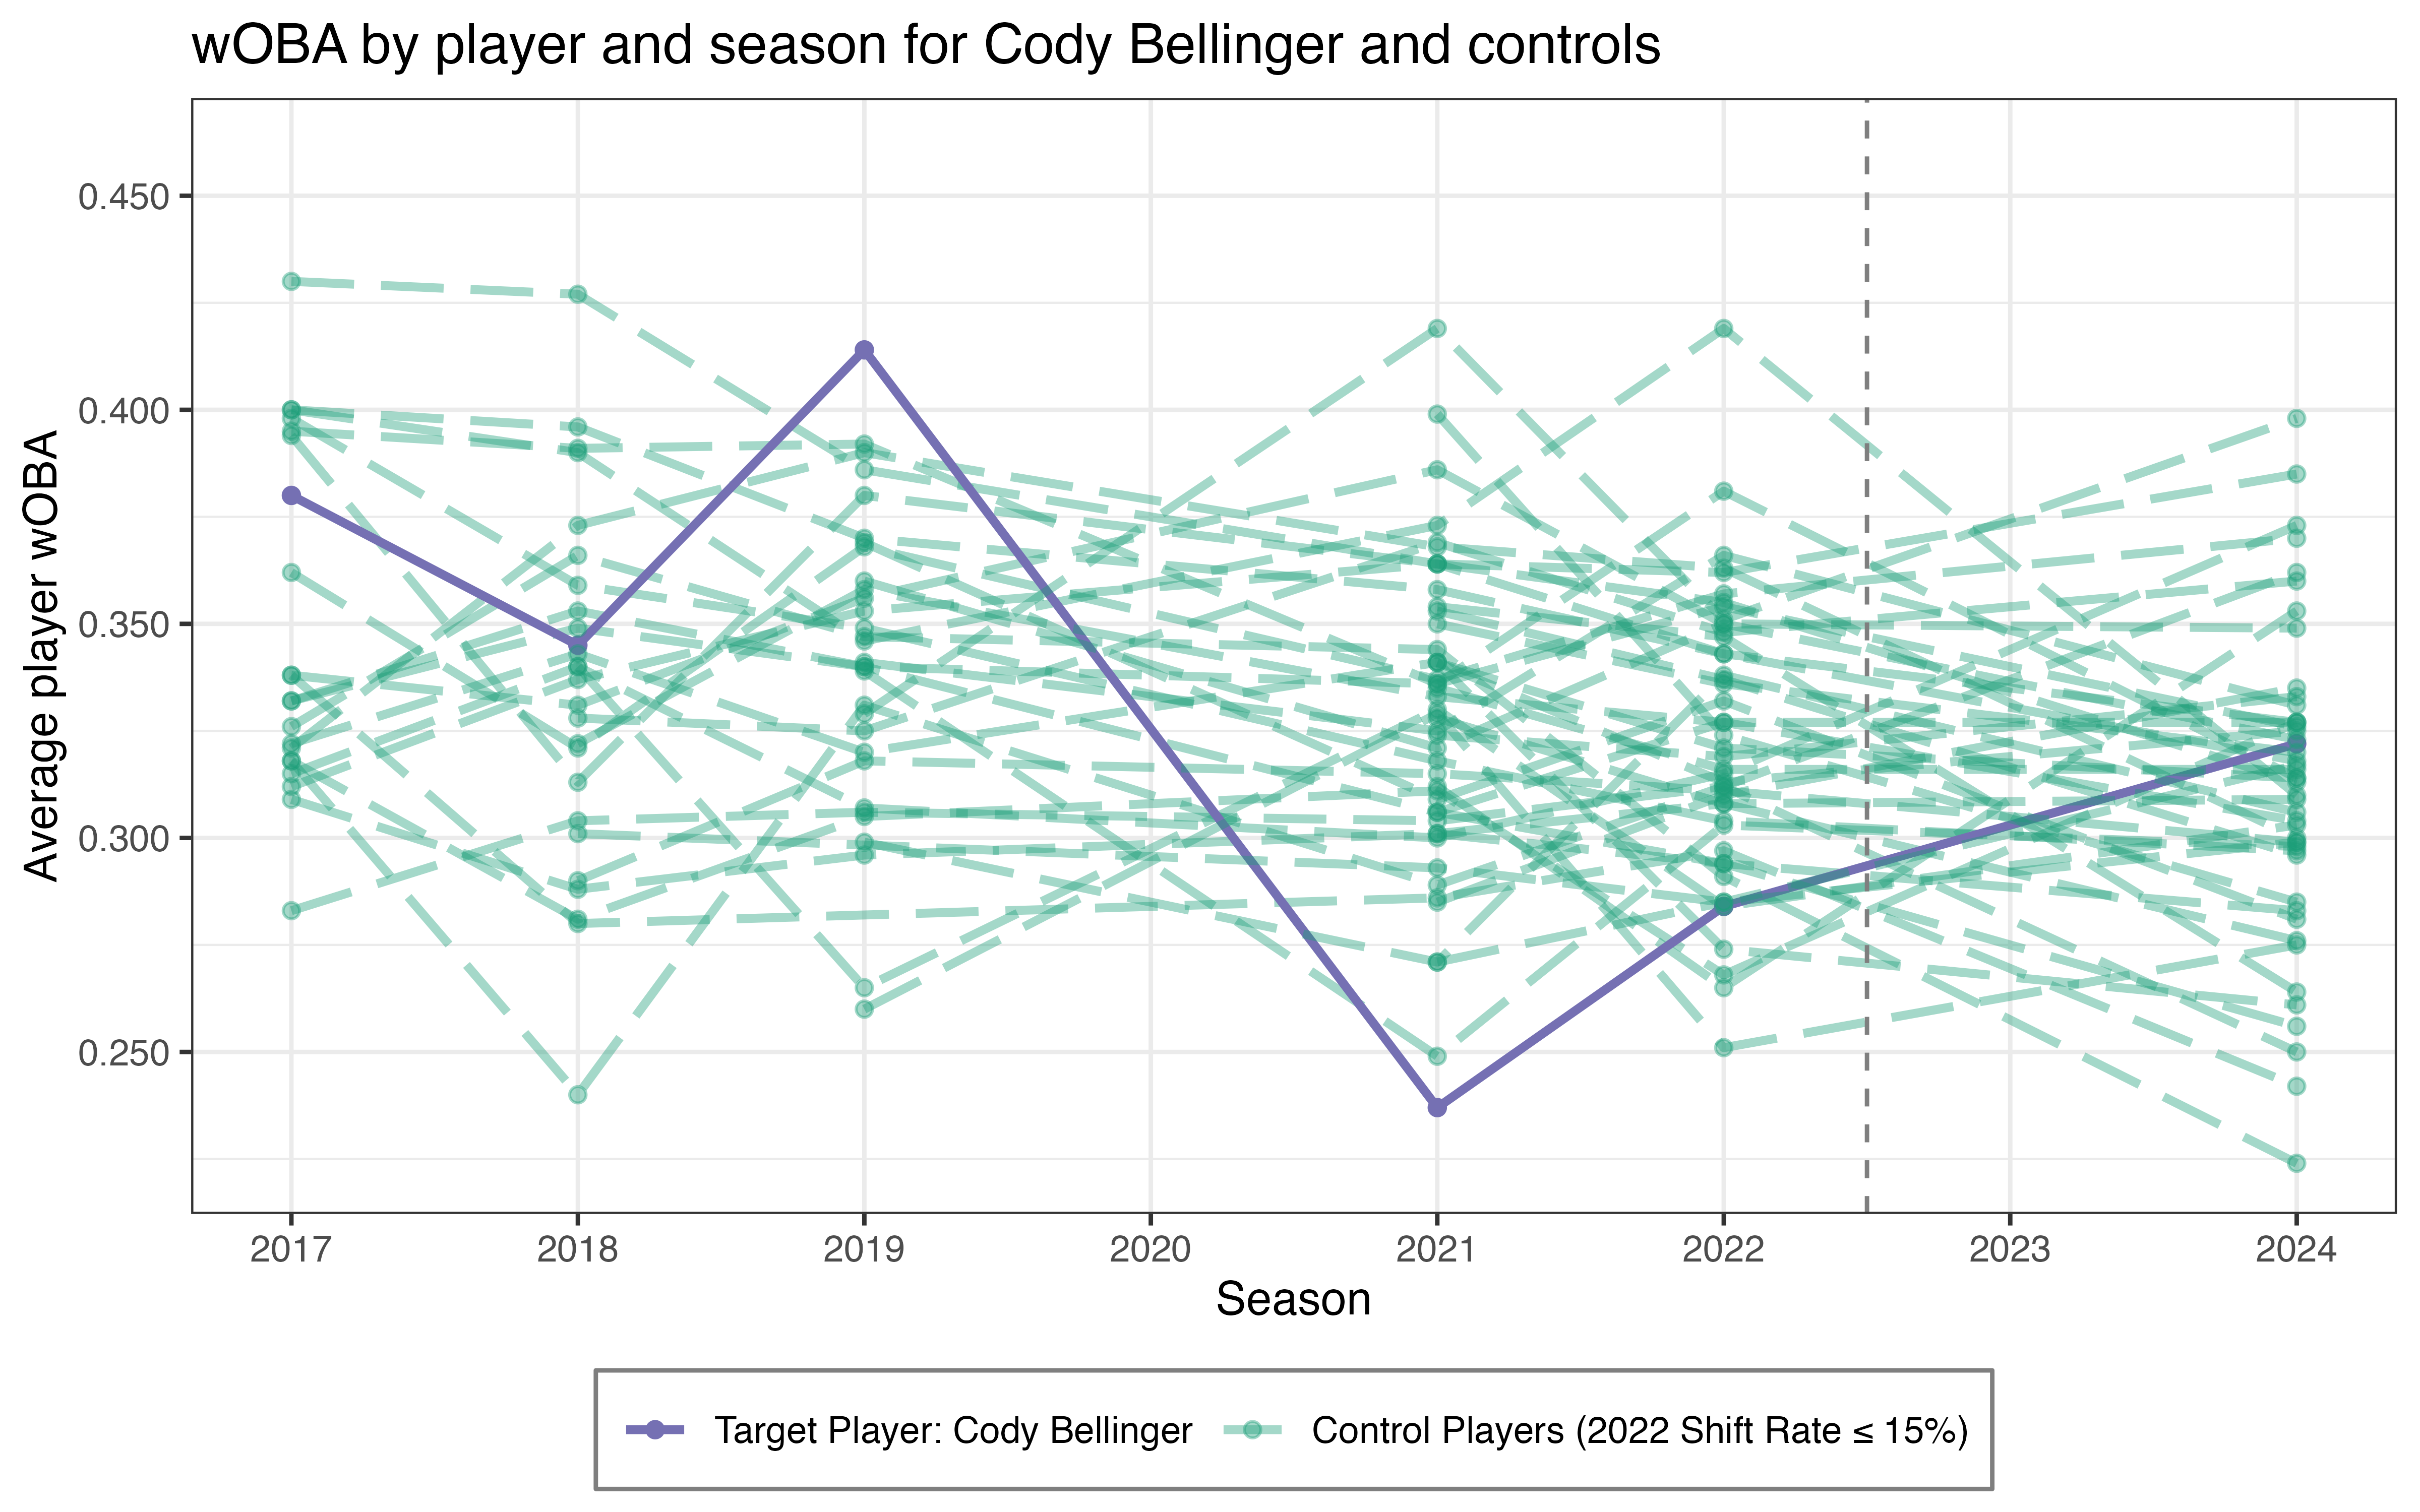 wOBA by player and season for Cody Bellinger and controls
Average player wOBA
0.450
0.400
0.350
0.300
0.250
2017 2018 2019 2020 2021 2022 2023 2024
Season
Target Player: Cody Bellinger Control Players (2022 Shift Rate ≤ 15%)